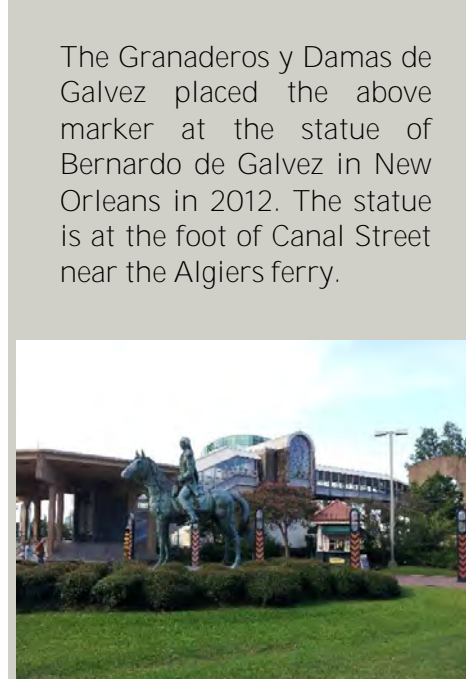 The Granaderos y Damas de
Galvez placed the above
marker at the statue of
Bernardo de Galvez in New
Orleans in 2012. The statue
is at the foot of Canal Street
near the Algiers ferry.